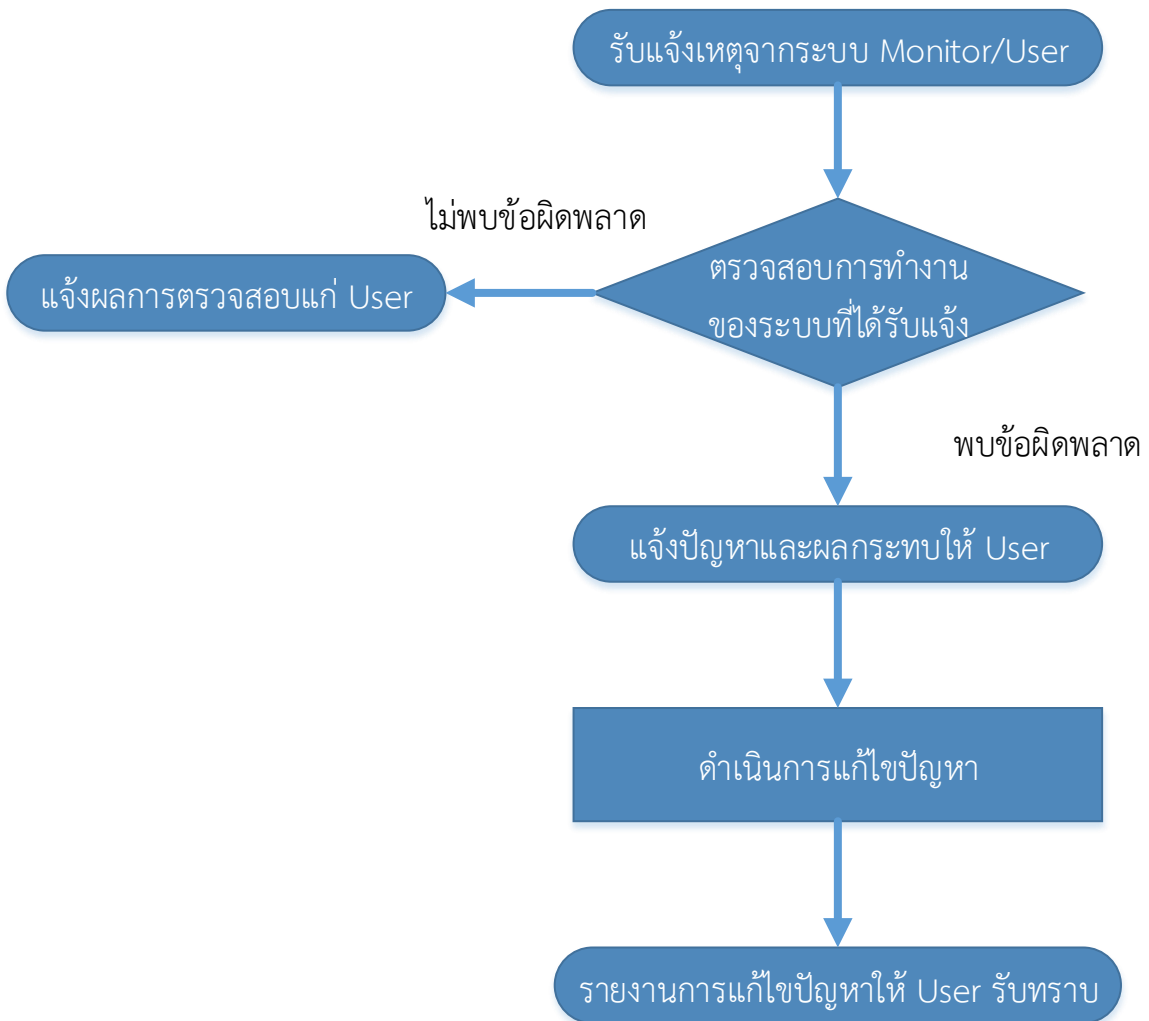 รับแจ้งเหตุจากระบบ Monitor/User
ไม่พบข้อผิดพลาด
ตรวจสอบการทำงาน
ของระบบที่ได้รับแจ้ง
แจ้งผลการตรวจสอบแก่ User
พบข้อผิดพลาด
แจ้งปัญหาและผลกระทบให้ User
ดำเนินการแก้ไขปัญหา
รายงานการแก้ไขปัญหาให้ User รับทราบ